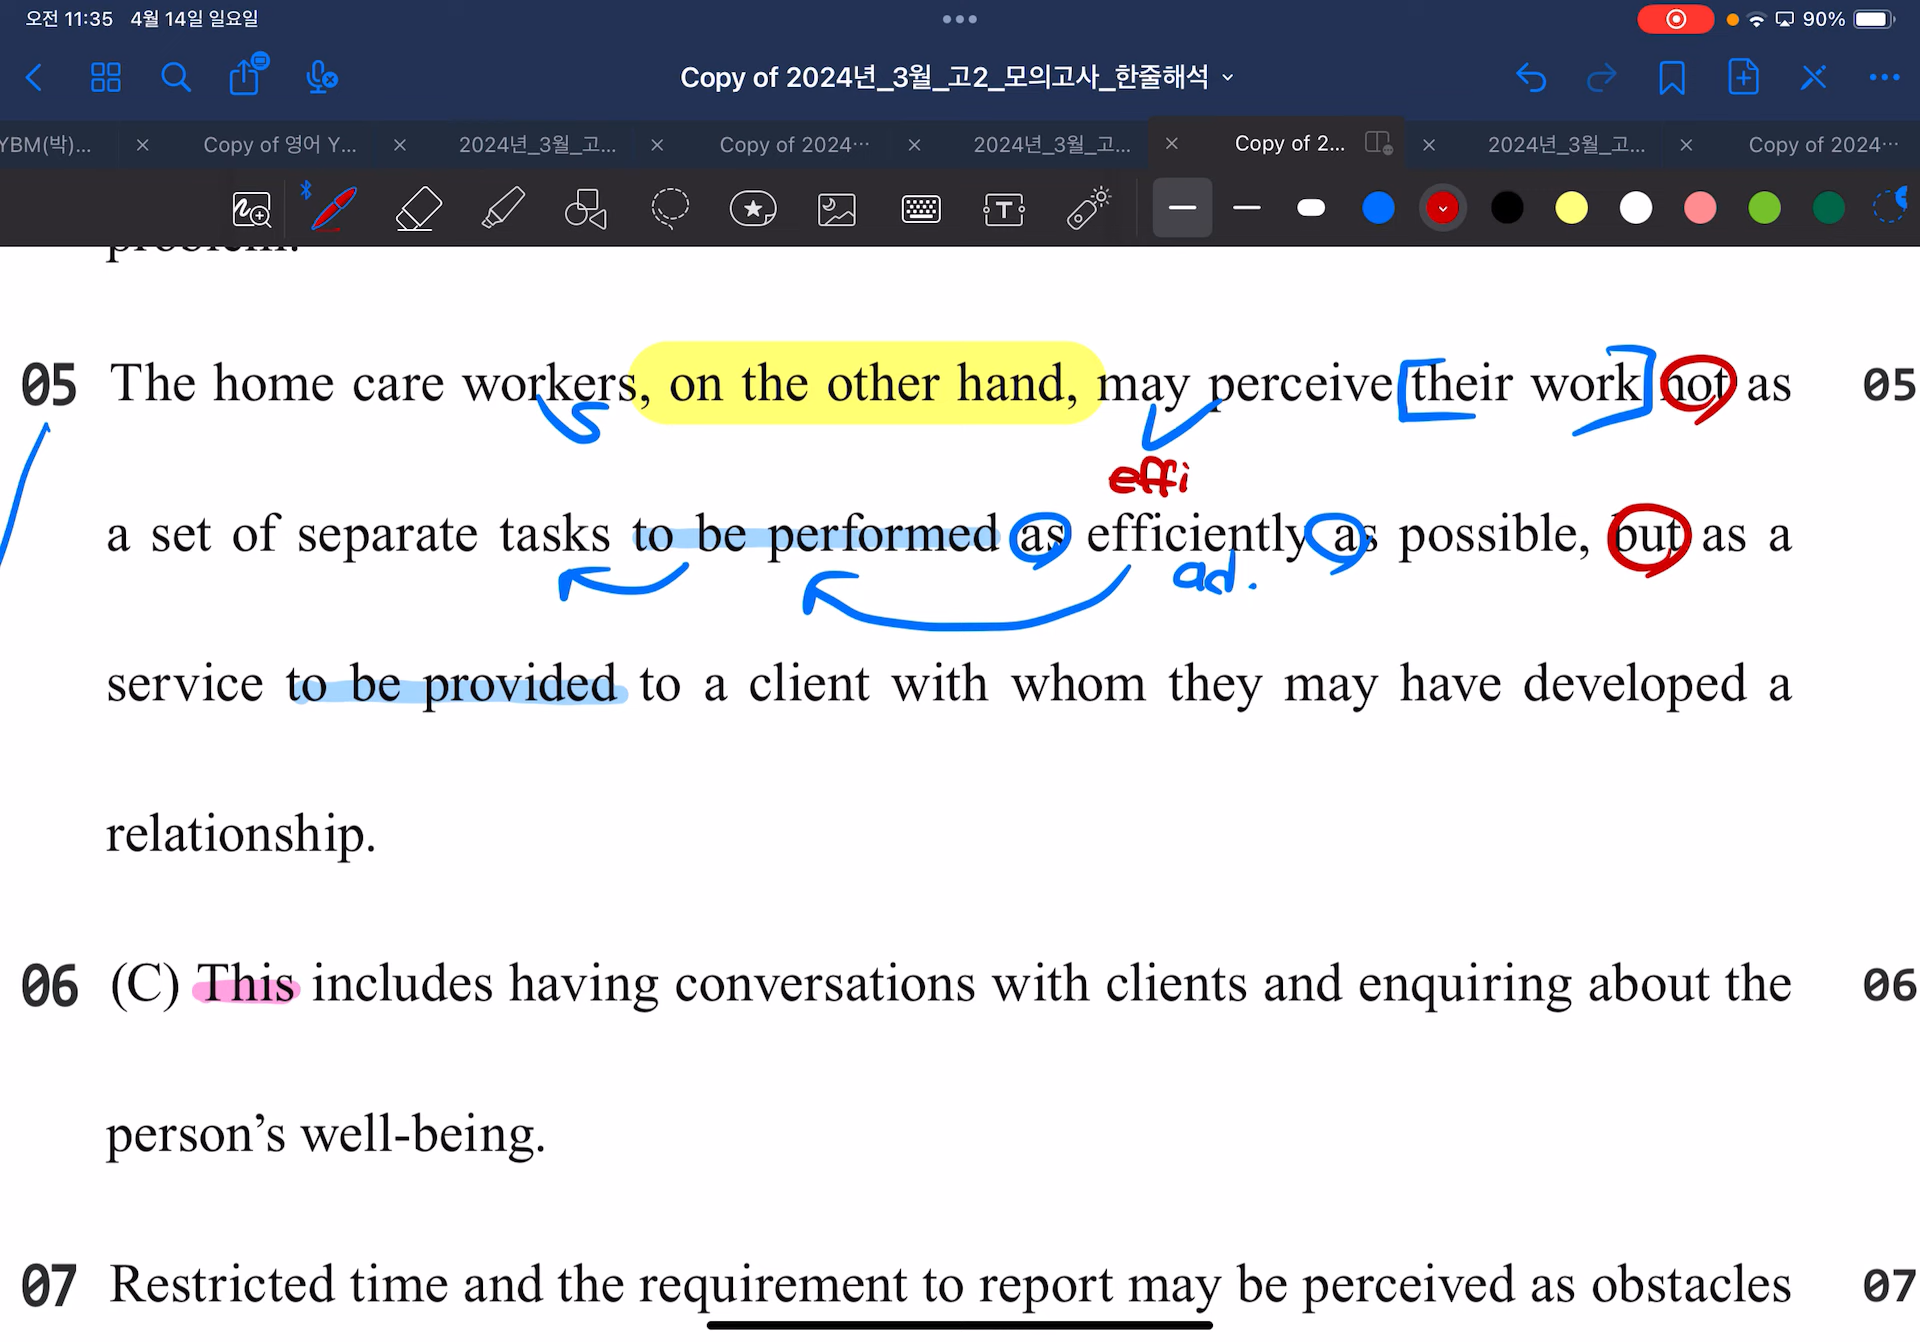 오전 11:35 4월 14일 일요일 90%
Copy of 2024년_3월_고2_모의고사_한줄해석
YBM(박)... Copy of 영어 Y... 2024년_3월_고... Copy of 2024... 2024년_3월_고... Copy of 2... 2024년_3월_고... Copy of 2024...
problem.
05 The home care workers, on the other hand, may perceive their work not as 05
effi
a set of separate tasks to be performed as efficiently as possible, but as a
ad.
service to be provided to a client with whom they may have developed a
relationship.
06 (C) This includes having conversations with clients and enquiring about the 06
person’s well-being.
07 Restricted time and the requirement to report may be perceived as obstacles 07